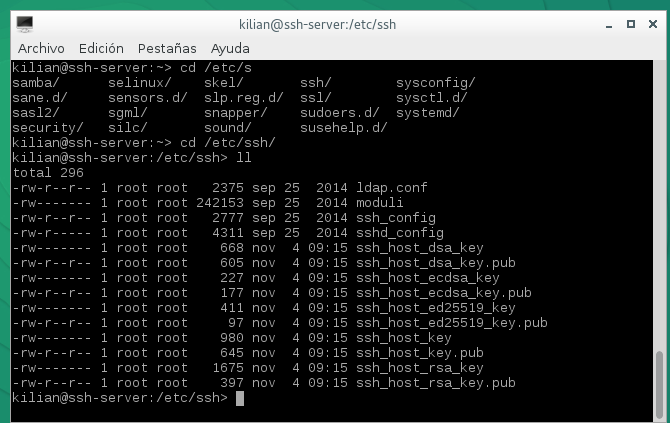 kilian@ssh-server:/etc/ssh
Archivo Edición Pestañas Ayuda
kilian@ssh-server:~> cd /etc/s
samba/ selinux/ skel/ ssh/ sysconfig/
sane.d/ sensors.d/ slp.reg.d/ ssl/ sysctl.d/
sasl2/ sgml/ snapper/ sudoers.d/ systemd/
security/ silc/ sound/ susehelp.d/
kilian@ssh-server:~> cd /etc/ssh/
kilian@ssh-server:/etc/ssh> ll
total 296
-rw-r--r-- 1 root root 2375 sep 25 2014 ldap.conf
-rw------- 1 root root 242153 sep 25 2014 moduli
-rw-r--r-- 1 root root 2777 sep 25 2014 ssh_config
-rw-r----- 1 root root 4311 sep 25 2014 sshd_config
-rw------- 1 root root 668 nov 4 09:15 ssh_host_dsa_key
-rw-r--r-- 1 root root 605 nov 4 09:15 ssh_host_dsa_key.pub
-rw------- 1 root root 227 nov 4 09:15 ssh_host_ecdsa_key
-rw-r--r-- 1 root root 177 nov 4 09:15 ssh_host_ecdsa_key.pub
-rw------- 1 root root 411 nov 4 09:15 ssh_host_ed25519_key
-rw-r--r-- 1 root root 97 nov 4 09:15 ssh_host_ed25519_key.pub
-rw------- 1 root root 980 nov 4 09:15 ssh_host_key
-rw-r--r-- 1 root root 645 nov 4 09:15 ssh_host_key.pub
-rw------- 1 root root 1675 nov 4 09:15 ssh_host_rsa_key
-rw-r--r-- 1 root root 397 nov 4 09:15 ssh_host_rsa_key.pub
kilian@ssh-server:/etc/ssh>